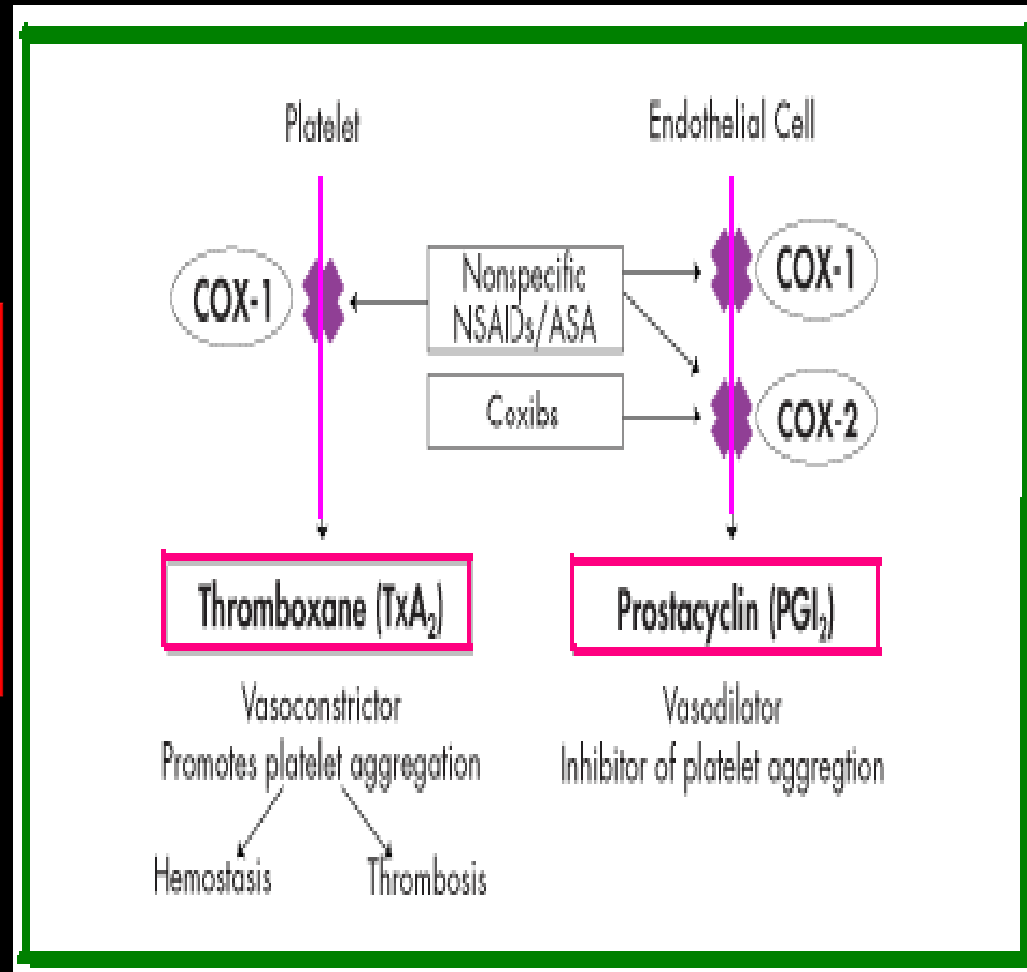 Platelet
Endothelial Cell
COX-1
Nonspecific
NSAIDs/ASA
COX-1
Coxibs
COX-2
Thromboxane (TxA₂)
Prostacyclin (PGI₂)
Vasoconstrictor
Promotes platelet aggregation
Vasodilator
Inhibitor of platelet aggregtion
Hemostasis
Thrombosis